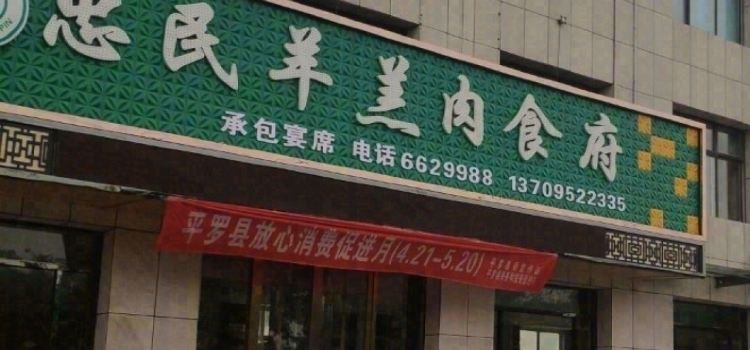 PIN
忠民羊羔肉食府
承包宴席 电话6629988 13709522335
平罗县放心消费促进月(4.21-5.20)